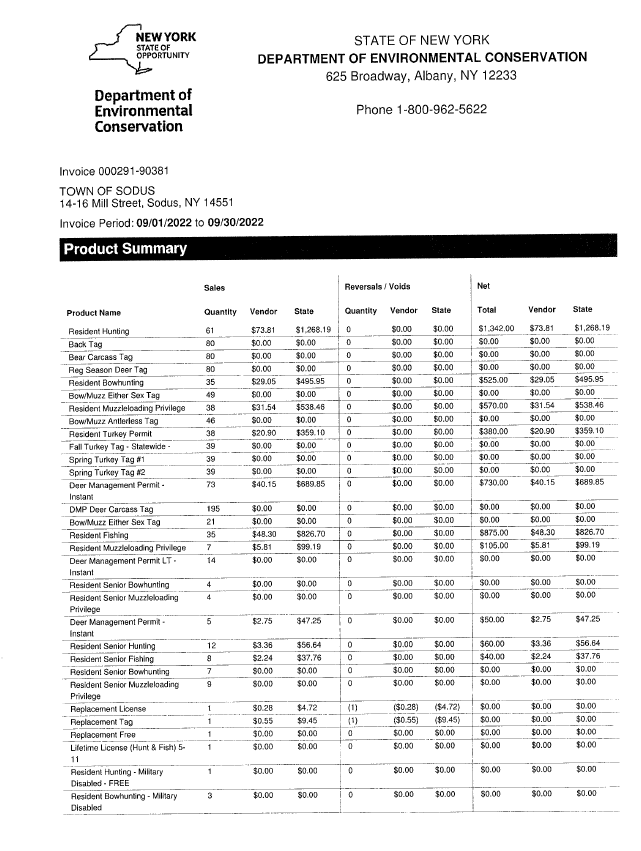 NEW YORK
STATE OF
OPPORTUNITY
Department of
Environmental
Conservation
STATE OF NEW YORK
DEPARTMENT OF ENVIRONMENTAL CONSERVATION
625 Broadway, Albany, NY 12233
Phone 1-800-962-5622
Invoice 000291-90381
TOWN OF SODUS
14-16 Mill Street, Sodus, NY 14551
Invoice Period: 09/01/2022 to 09/30/2022
Product Summary
Sales Reversals / Voids Net
Product Name Quantity Vendor State Quantity Vendor State Total Vendor State
Resident Hunting 61 $73.81 $1,268.19 0 $0.00 $0.00 $1,342.00 $73.81 $1,268.19
Back Tag 80 $0.00 $0.00 0 $0.00 $0.00 $0.00 $0.00 $0.00
Bear Carcass Tag 80 $0.00 $0.00 0 $0.00 $0.00 $0.00 $0.00 $0.00
Reg Season Deer Tag 80 $0.00 $0.00 0 $0.00 $0.00 $0.00 $0.00 $0.00
Resident Bowhunting 35 $29.05 $495.95 0 $0.00 $0.00 $525.00 $29.05 $495.95
Bow/Muzz Either Sex Tag 49 $0.00 $0.00 0 $0.00 $0.00 $0.00 $0.00 $0.00
Resident Muzzleloading Privilege 38 $31.54 $538.46 0 $0.00 $0.00 $570.00 $31.54 $538.46
Bow/Muzz Antlerless Tag 46 $0.00 $0.00 0 $0.00 $0.00 $0.00 $0.00 $0.00
Resident Turkey Permit 38 $20.90 $359.10 0 $0.00 $0.00 $380.00 $20.90 $359.10
Fall Turkey Tag - Statewide - 39 $0.00 $0.00 0 $0.00 $0.00 $0.00 $0.00 $0.00
Spring Turkey Tag #1 39 $0.00 $0.00 0 $0.00 $0.00 $0.00 $0.00 $0.00
Spring Turkey Tag #2 39 $0.00 $0.00 0 $0.00 $0.00 $0.00 $0.00 $0.00
Deer Management Permit - 73 $40.15 $689.85 0 $0.00 $0.00 $730.00 $40.15 $689.85
Instant
DMP Deer Carcass Tag 195 $0.00 $0.00 0 $0.00 $0.00 $0.00 $0.00 $0.00
Bow/Muzz Either Sex Tag 21 $0.00 $0.00 0 $0.00 $0.00 $0.00 $0.00 $0.00
Resident Fishing 35 $48.30 $826.70 0 $0.00 $0.00 $875.00 $48.30 $826.70
Resident Muzzleloading Privilege 7 $5.81 $99.19 0 $0.00 $0.00 $105.00 $5.81 $99.19
Deer Management Permit LT - 14 $0.00 $0.00 0 $0.00 $0.00 $0.00 $0.00 $0.00
Instant
Resident Senior Bowhunting 4 $0.00 $0.00 0 $0.00 $0.00 $0.00 $0.00 $0.00
Resident Senior Muzzleloading 4 $0.00 $0.00 0 $0.00 $0.00 $0.00 $0.00 $0.00
Privilege
Deer Management Permit - 5 $2.75 $47.25 0 $0.00 $0.00 $50.00 $2.75 $47.25
Instant
Resident Senior Hunting 12 $3.36 $56.64 0 $0.00 $0.00 $60.00 $3.36 $56.64
Resident Senior Fishing 8 $2.24 $37.76 0 $0.00 $0.00 $40.00 $2.24 $37.76
Resident Senior Bowhunting 7 $0.00 $0.00 0 $0.00 $0.00 $0.00 $0.00 $0.00
Resident Senior Muzzleloading 9 $0.00 $0.00 0 $0.00 $0.00 $0.00 $0.00 $0.00
Privilege
Replacement License 1 $0.28 $4.72 (1) ($0.28) ($4.72) $0.00 $0.00 $0.00
Replacement Tag 1 $0.55 $9.45 (1) ($0.55) ($9.45) $0.00 $0.00 $0.00
Replacement Free 1 $0.00 $0.00 0 $0.00 $0.00 $0.00 $0.00 $0.00
Lifetime License (Hunt & Fish) 5- 1 $0.00 $0.00 0 $0.00 $0.00 $0.00 $0.00 $0.00
11
Resident Hunting - Military 1 $0.00 $0.00 0 $0.00 $0.00 $0.00 $0.00 $0.00
Disabled - FREE
Resident Bowhunting - Military 3 $0.00 $0.00 0 $0.00 $0.00 $0.00 $0.00 $0.00
Disabled